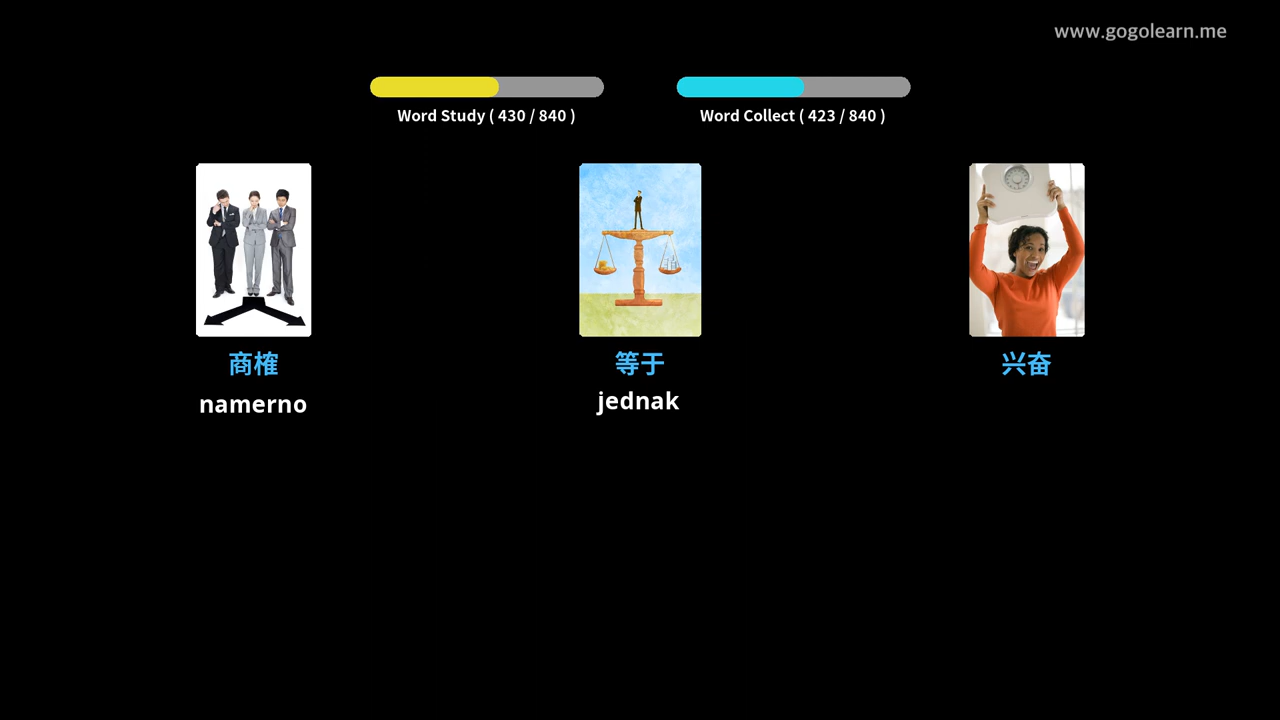 www.gogolearn.me
Word Study ( 430 / 840 )
Word Collect ( 423 / 840 )
商榷
namerno
等于
jednak
兴奋